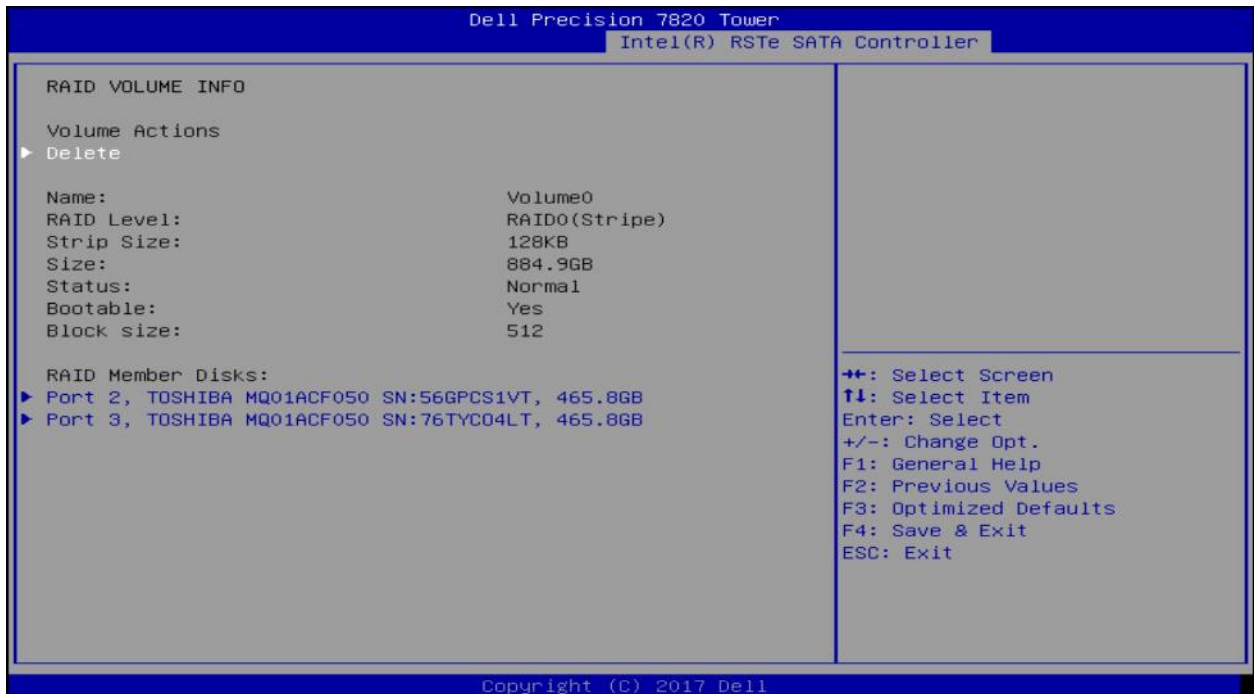 Dell Precision 7820 Tower
Intel(R) RSTe SATA Controller
RAID VOLUME INFO
Volume Actions
▶ Delete
Name: Volume0
RAID Level: RAID0(Stripe)
Strip Size: 128KB
Size: 884.9GB
Status: Normal
Bootable: Yes
Block size: 512
RAID Member Disks:
▶ Port 2, TOSHIBA MQ01ACF050 SN:56GPCS1VT, 465.8GB
▶ Port 3, TOSHIBA MQ01ACF050 SN:76TYC04LT, 465.8GB
→←: Select Screen
↑↓: Select Item
Enter: Select
+/-: Change Opt.
F1: General Help
F2: Previous Values
F3: Optimized Defaults
F4: Save & Exit
ESC: Exit
Copyright (C) 2017 Dell